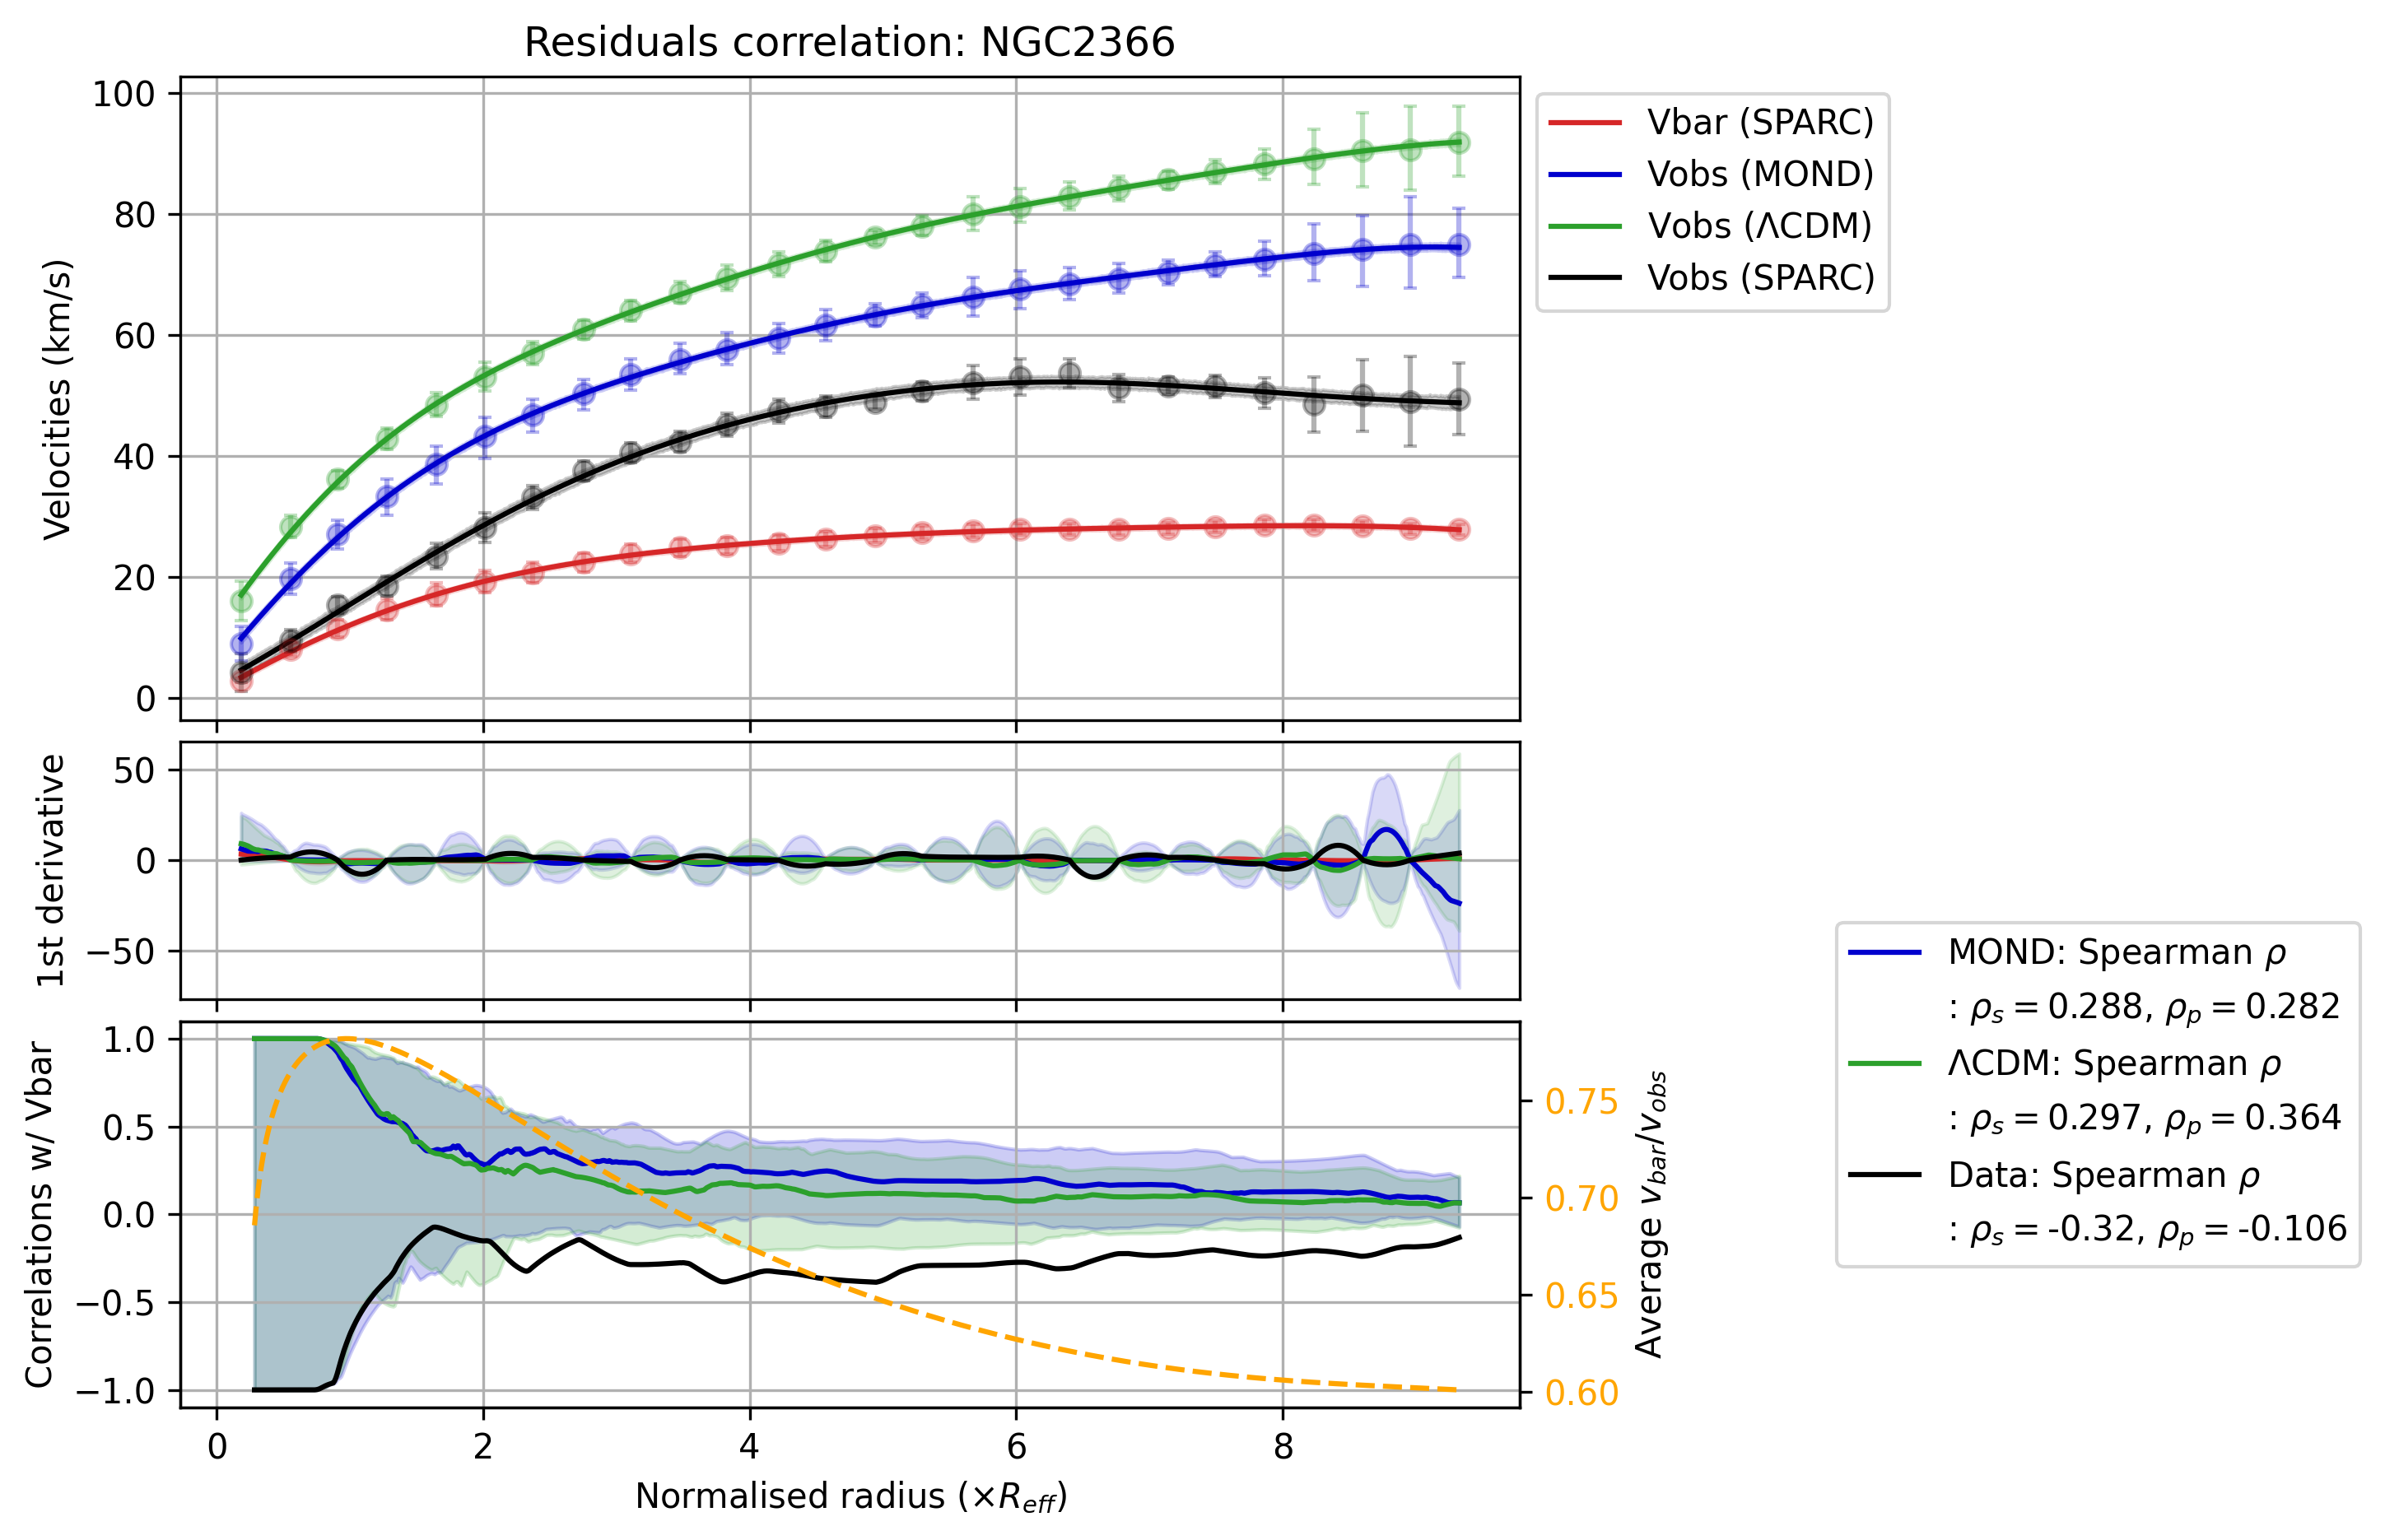 Residuals correlation: NGC2366
100
80
60
40
20
0
Velocities (km/s)
Vbar (SPARC)
Vobs (MOND)
Vobs (ΛCDM)
Vobs (SPARC)
50
0
−50
1st derivative
1.0
0.5
0.0
−0.5
−1.0
Correlations w/ Vbar
0.75
0.70
0.65
0.60
Average v_bar/v_obs
MOND: Spearman ρ
: ρ_s = 0.288, ρ_p = 0.282
ΛCDM: Spearman ρ
: ρ_s = 0.297, ρ_p = 0.364
Data: Spearman ρ
: ρ_s = -0.32, ρ_p = -0.106
0 2 4 6 8
Normalised radius (×R_eff)